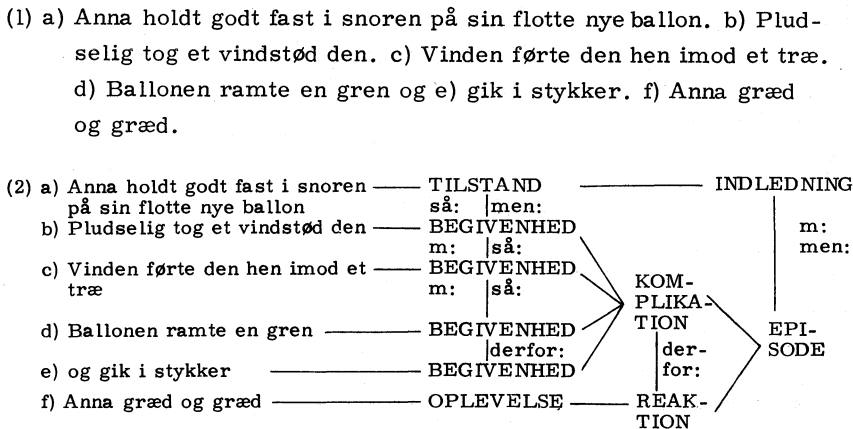 (1) a) Anna holdt godt fast i snoren på sin flotte nye ballon. b) Plud-
selig tog et vindstød den. c) Vinden førte den hen imod et træ.
d) Ballonen ramte en gren og e) gik i stykker. f) Anna græd
og græd.
(2) a) Anna holdt godt fast i snoren TILSTAND INDLEDNING
på sin flotte nye ballon så: men:
b) Pludselig tog et vindstød den BEGIVENHED m:
m: så: men:
c) Vinden førte den hen imod et BEGIVENHED
træ m: så: KOM-
PLIKA-
d) Ballonen ramte en gren BEGIVENHED TION EPI-
derfor: der- SODE
e) og gik i stykker BEGIVENHED for:
f) Anna græd og græd OPLEVELSE REAK-
TION